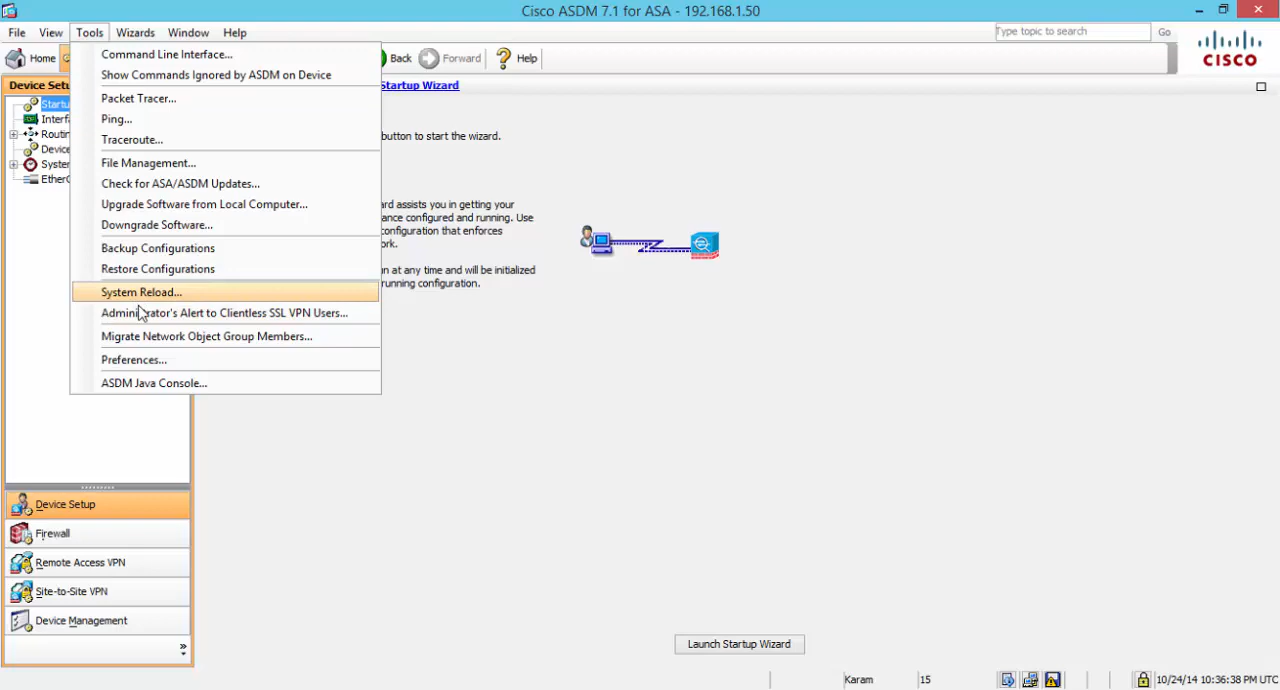 Cisco ASDM 7.1 for ASA - 192.168.1.50
File View Tools Wizards Window Help
Type topic to search Go
CISCO
Home Back Forward Help
Device Setu
Startup Wizard
Startu
Interfa
Routin
Device
System
EtherC
Command Line Interface...
Show Commands Ignored by ASDM on Device
Packet Tracer...
Ping...
Traceroute...
File Management...
Check for ASA/ASDM Updates...
Upgrade Software from Local Computer...
Downgrade Software...
Backup Configurations
Restore Configurations
System Reload...
Administrator's Alert to Clientless SSL VPN Users...
Migrate Network Object Group Members...
Preferences...
ASDM Java Console...
button to start the wizard.
rd assists you in getting your
ance configured and running. Use
configuration that enforces
rk.
n at any time and will be initialized
running configuration.
Device Setup
Firewall
Remote Access VPN
Site-to-Site VPN
Device Management
Launch Startup Wizard
Karam 15 10/24/14 10:36:38 PM UTC